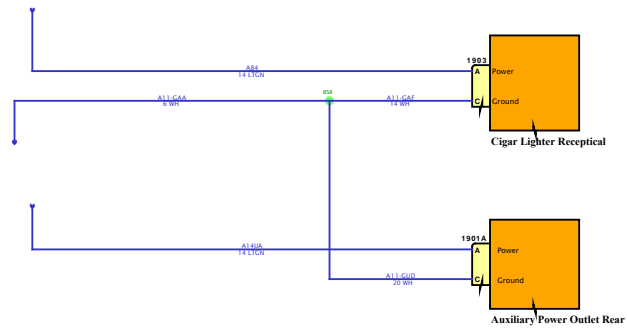 1903
A84
14 LTGN
A
Power
BS8
A11-GAA
6 WH
A11-GAF
14 WH
C
Ground
Cigar Lighter Receptical
1901A
A14UA
14 LTGN
A
Power
A11-GUD
20 WH
C
Ground
Auxiliary Power Outlet Rear